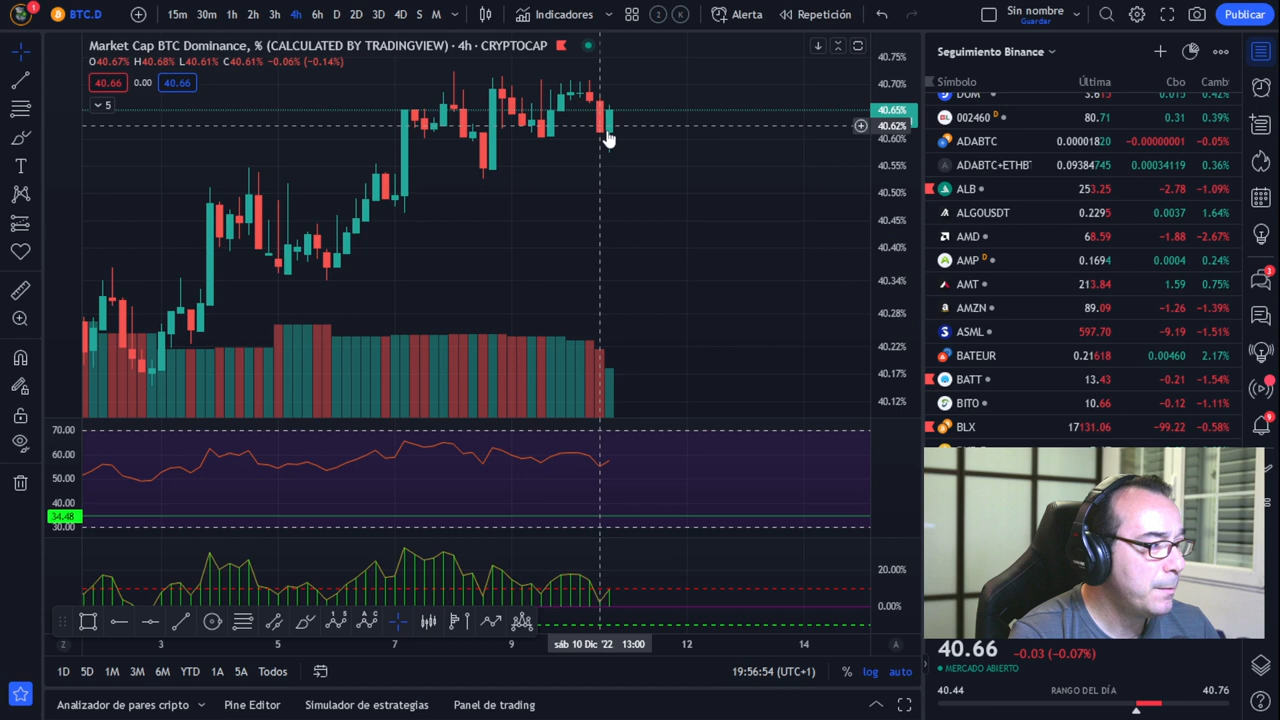 BTC.D
15m 30m 1h 2h 3h 4h 6h D 2D 3D 4D S M
Indicadores
2 K
Alerta
Repetición
Sin nombre
Guardar
Publicar
Market Cap BTC Dominance, % (CALCULATED BY TRADINGVIEW) · 4h · CRYPTOCAP
O40.67% H40.68% L40.61% C40.61% −0.06% (−0.14%)
40.66 0.00 40.66
5
40.75%
40.70%
40.65%
40.62%
40.60%
40.55%
40.50%
40.45%
40.40%
40.34%
40.28%
40.22%
40.17%
40.12%
70.00
60.00
50.00
40.00
34.48
30.00
20.00%
0.00%
Z 3 5 7 9 sáb 10 Dic '22 13:00 12 14 A
1D 5D 1M 3M 6M YTD 1A 5A Todos
19:56:54 (UTC+1) % log auto
Analizador de pares cripto Pine Editor Simulador de estrategias Panel de trading
Seguimiento Binance
Símbolo Última Cbo Camb
DOM 3.615 0.015 0.42%
002460 D 80.71 0.31 0.39%
ADABTC 0.00001820 −0.00000001 −0.05%
ADABTC+ETHBT 0.09384745 0.00034119 0.36%
ALB 253.25 −2.78 −1.09%
ALGOUSDT 0.2295 0.0037 1.64%
AMD 68.59 −1.88 −2.67%
AMP D 0.1694 0.0004 0.24%
AMT 213.84 1.59 0.75%
AMZN 89.09 −1.26 −1.39%
ASML 597.70 −9.19 −1.51%
BATEUR 0.21618 0.00460 2.17%
BATT 13.43 −0.21 −1.54%
BITO 10.66 −0.12 −1.11%
BLX 17131.06 −99.22 −0.58%
40.66 −0.03 (−0.07%)
MERCADO ABIERTO
40.44 RANGO DEL DÍA 40.76
3
9